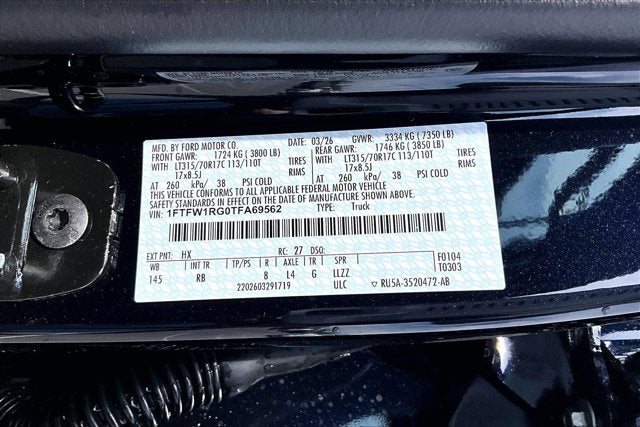 MFD. BY FORD MOTOR CO. DATE: 03/26 GVWR: 3334 KG ( 7350 LB)
FRONT GAWR: 1724 KG ( 3800 LB) REAR GAWR: 1746 KG ( 3850 LB)
WITH LT315/70R17C 113/110T TIRES WITH LT315/70R17C 113/110T TIRES
17x8.5J RIMS 17x8.5J RIMS
AT 260 kPa/ 38 PSI COLD AT 260 kPa/ 38 PSI COLD
THIS VEHICLE CONFORMS TO ALL APPLICABLE FEDERAL MOTOR VEHICLE
SAFETY STANDARDS IN EFFECT ON THE DATE OF MANUFACTURE SHOWN ABOVE.
VIN: 1FTFW1RG0TFA69562 TYPE: Truck
EXT PNT: HX RC: 27 DSO: F0104
WB INT TR TP/PS R AXLE TR SPR T0303
145 RB 8 L4 G LLZZ
2202603291719 ULC ▽ RU5A-3520472-AB